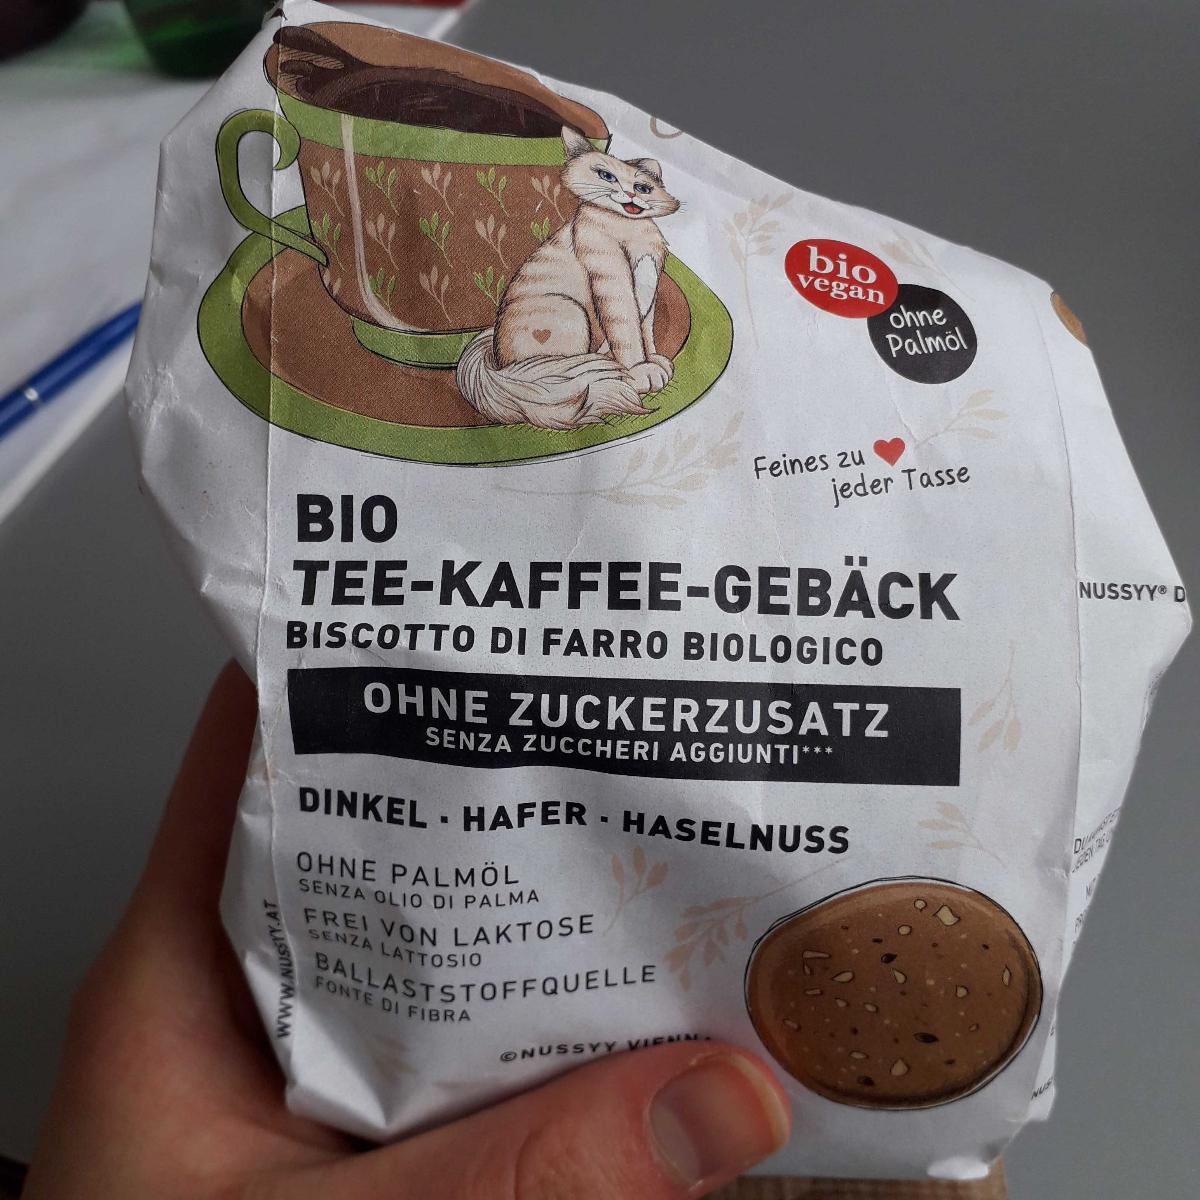 bio
vegan
ohne
Palmöl
Feines zu
jeder Tasse
BIO
TEE-KAFFEE-GEBÄCK
BISCOTTO DI FARRO BIOLOGICO
OHNE ZUCKERZUSATZ
SENZA ZUCCHERI AGGIUNTI***
DINKEL · HAFER · HASELNUSS
OHNE PALMÖL
SENZA OLIO DI PALMA
FREI VON LAKTOSE
SENZA LATTOSIO
BALLASTSTOFFQUELLE
FONTE DI FIBRA
©NUSSYY VIENNA
WWW.NUSSYY.AT
NUSSYY® D